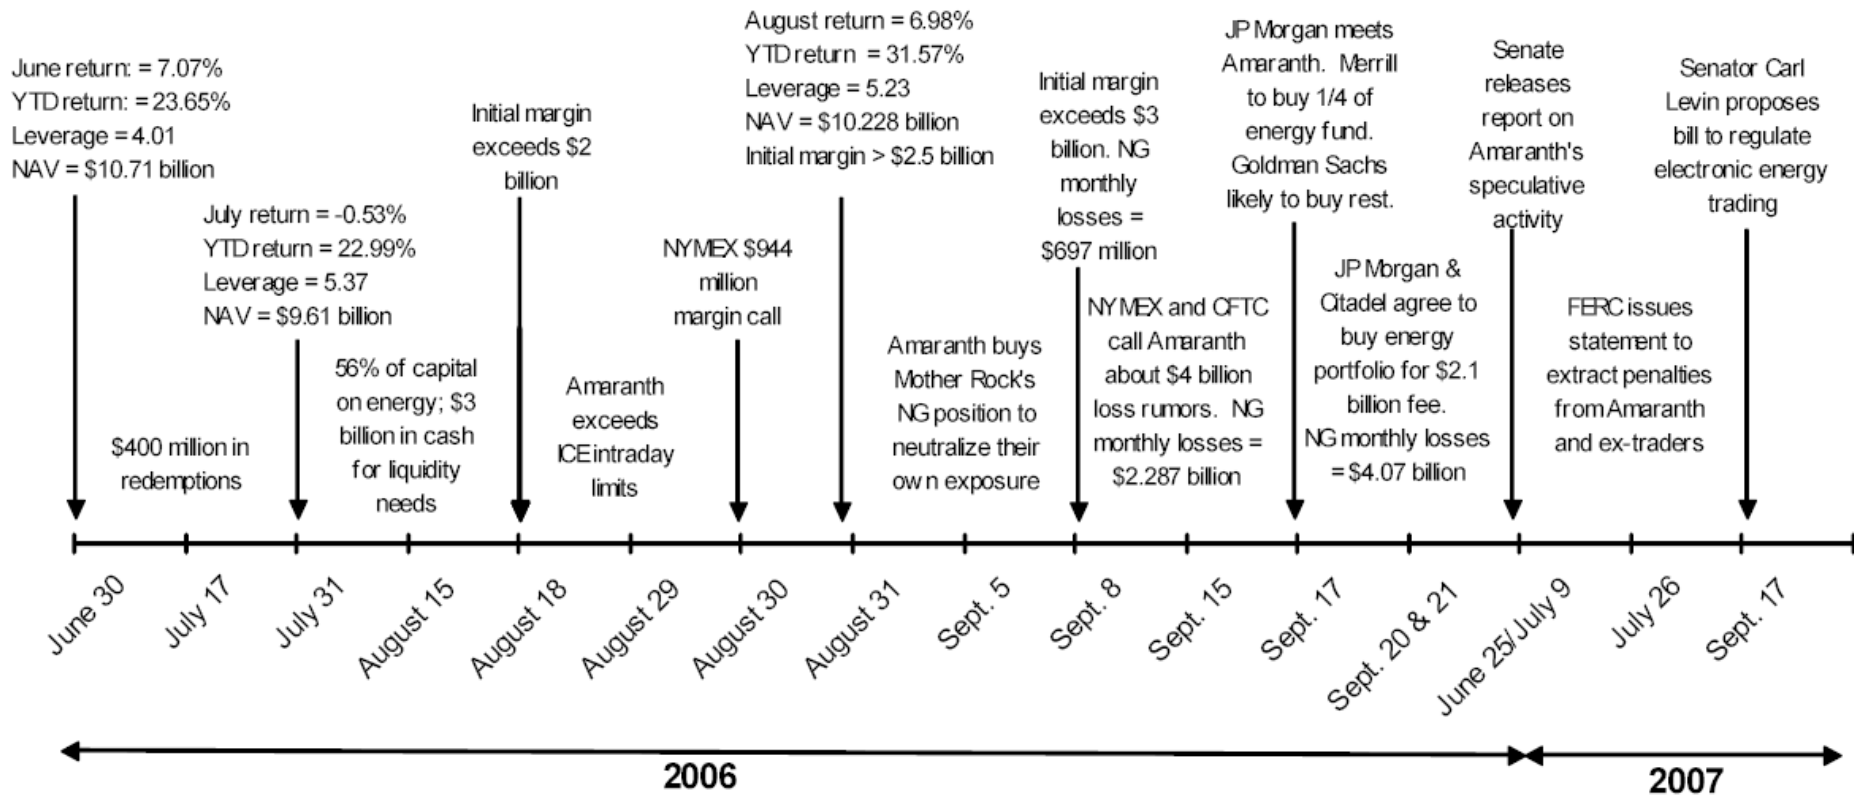 June return: = 7.07%
YTD return: = 23.65%
Leverage = 4.01
NAV = $10.71 billion
$400 million in
redemptions
July return = -0.53%
YTD return = 22.99%
Leverage = 5.37
NAV = $9.61 billion
56% of capital
on energy; $3
billion in cash
for liquidity
needs
Initial margin
exceeds $2
billion
Amaranth
exceeds
ICE intraday
limits
NYMEX $944
million
margin call
August return = 6.98%
YTD return = 31.57%
Leverage = 5.23
NAV = $10.228 billion
Initial margin > $2.5 billion
Amaranth buys
Mother Rock's
NG position to
neutralize their
own exposure
Initial margin
exceeds $3
billion. NG
monthly
losses =
$697 million
NYMEX and CFTC
call Amaranth
about $4 billion
loss rumors. NG
monthly losses =
$2.287 billion
JP Morgan meets
Amaranth. Merrill
to buy 1/4 of
energy fund.
Goldman Sachs
likely to buy rest.
JP Morgan &
Citadel agree to
buy energy
portfolio for $2.1
billion fee.
NG monthly losses
= $4.07 billion
Senate
releases
report on
Amaranth's
speculative
activity
FERC issues
statement to
extract penalties
from Amaranth
and ex-traders
Senator Carl
Levin proposes
bill to regulate
electronic energy
trading
June 30
July 17
July 31
August 15
August 18
August 29
August 30
August 31
Sept. 5
Sept. 8
Sept. 15
Sept. 17
Sept. 20 & 21
June 25/July 9
July 26
Sept. 17
2006
2007